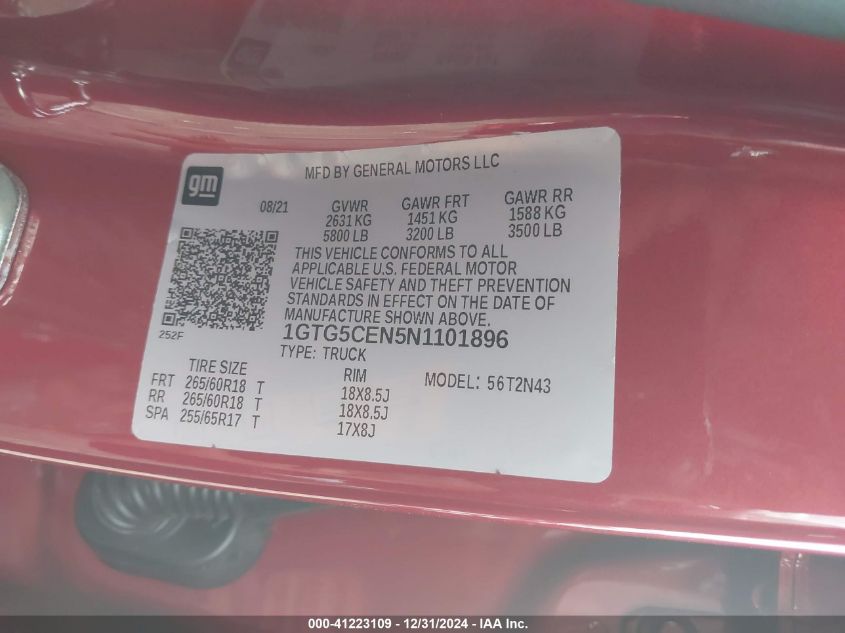 gm
MFD BY GENERAL MOTORS LLC
08/21
GVWR GAWR FRT GAWR RR
2631 KG 1451 KG 1588 KG
5800 LB 3200 LB 3500 LB
THIS VEHICLE CONFORMS TO ALL
APPLICABLE U.S. FEDERAL MOTOR
VEHICLE SAFETY AND THEFT PREVENTION
STANDARDS IN EFFECT ON THE DATE OF
MANUFACTURE SHOWN ABOVE.
252F
1GTG5CEN5N1101896
TYPE: TRUCK
TIRE SIZE RIM MODEL: 56T2N43
FRT 265/60R18 T 18X8.5J
RR 265/60R18 T 18X8.5J
SPA 255/65R17 T 17X8J
000-41223109 - 12/31/2024 - IAA Inc.